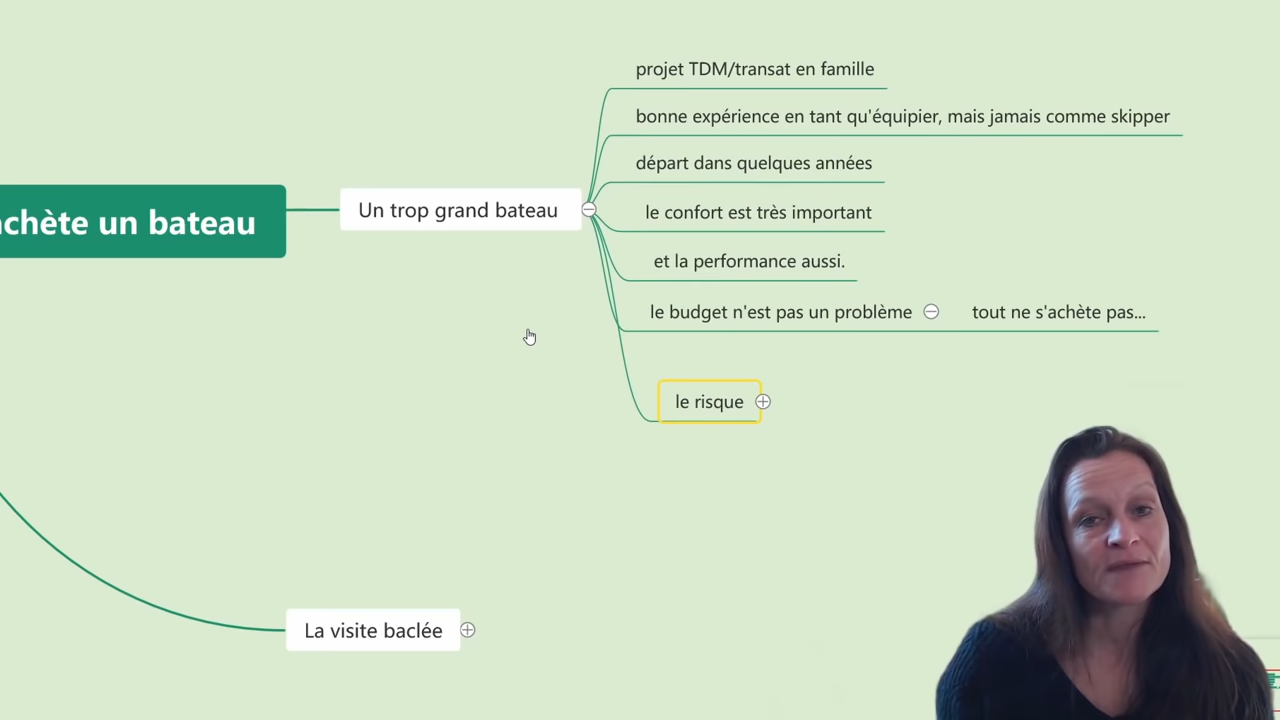 projet TDM/transat en famille
bonne expérience en tant qu'équipier, mais jamais comme skipper
départ dans quelques années
achète un bateau
Un trop grand bateau
le confort est très important
et la performance aussi.
le budget n'est pas un problème
tout ne s'achète pas...
le risque
La visite baclée